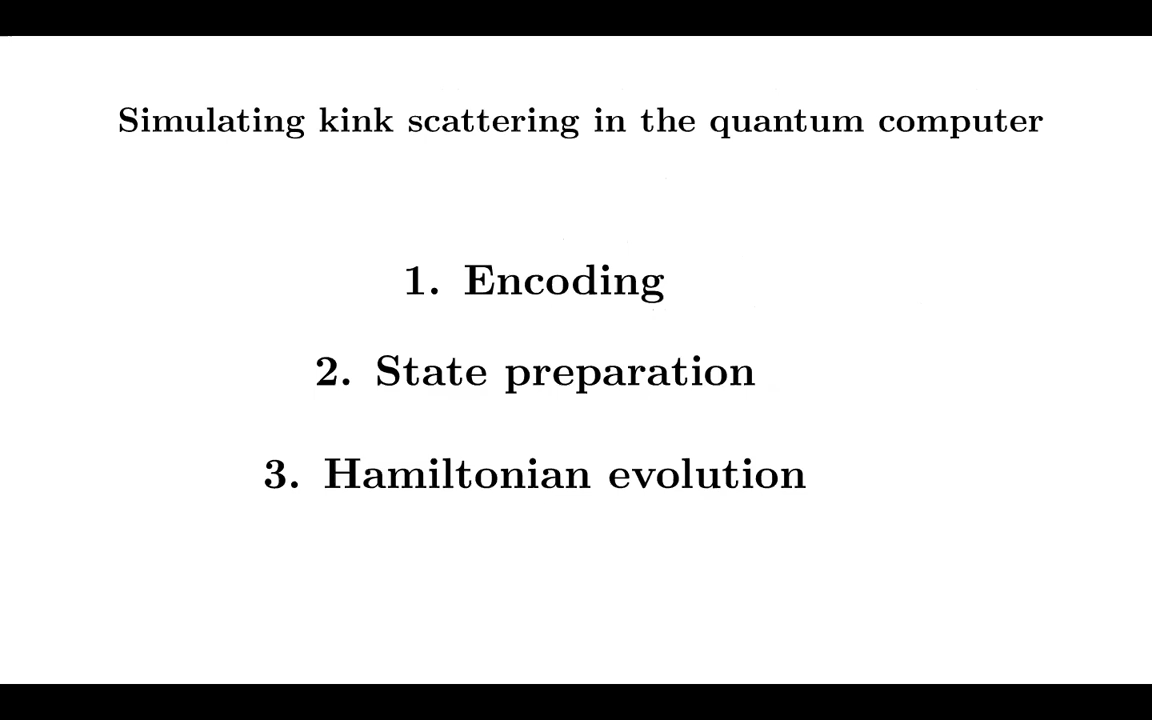 Simulating kink scattering in the quantum computer
1. Encoding
2. State preparation
3. Hamiltonian evolution